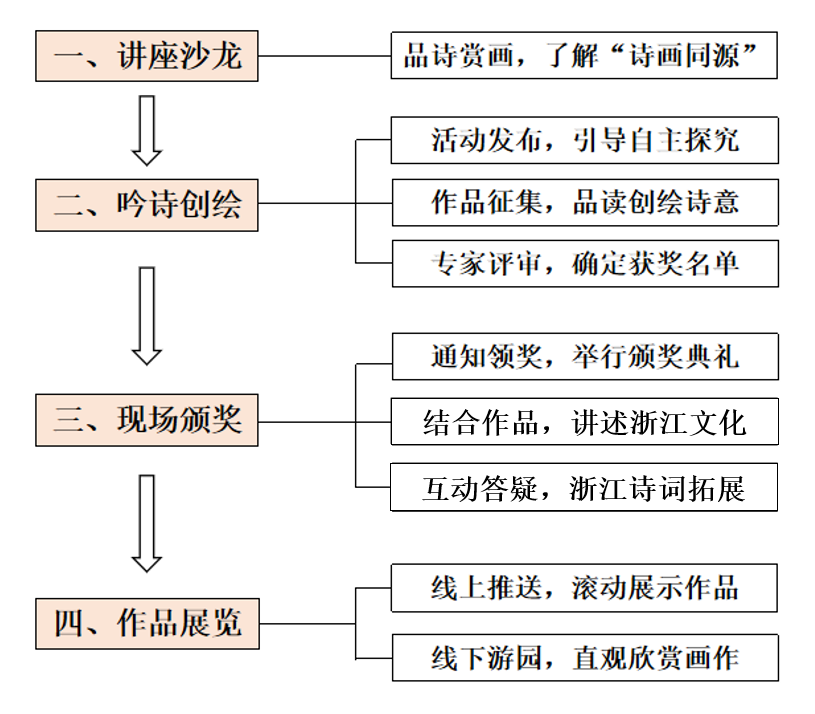 一、讲座沙龙
品诗赏画，了解“诗画同源”
二、吟诗创绘
活动发布，引导自主探究
作品征集，品读创绘诗意
专家评审，确定获奖名单
三、现场颁奖
通知领奖，举行颁奖典礼
结合作品，讲述浙江文化
互动答疑，浙江诗词拓展
四、作品展览
线上推送，滚动展示作品
线下游园，直观欣赏画作